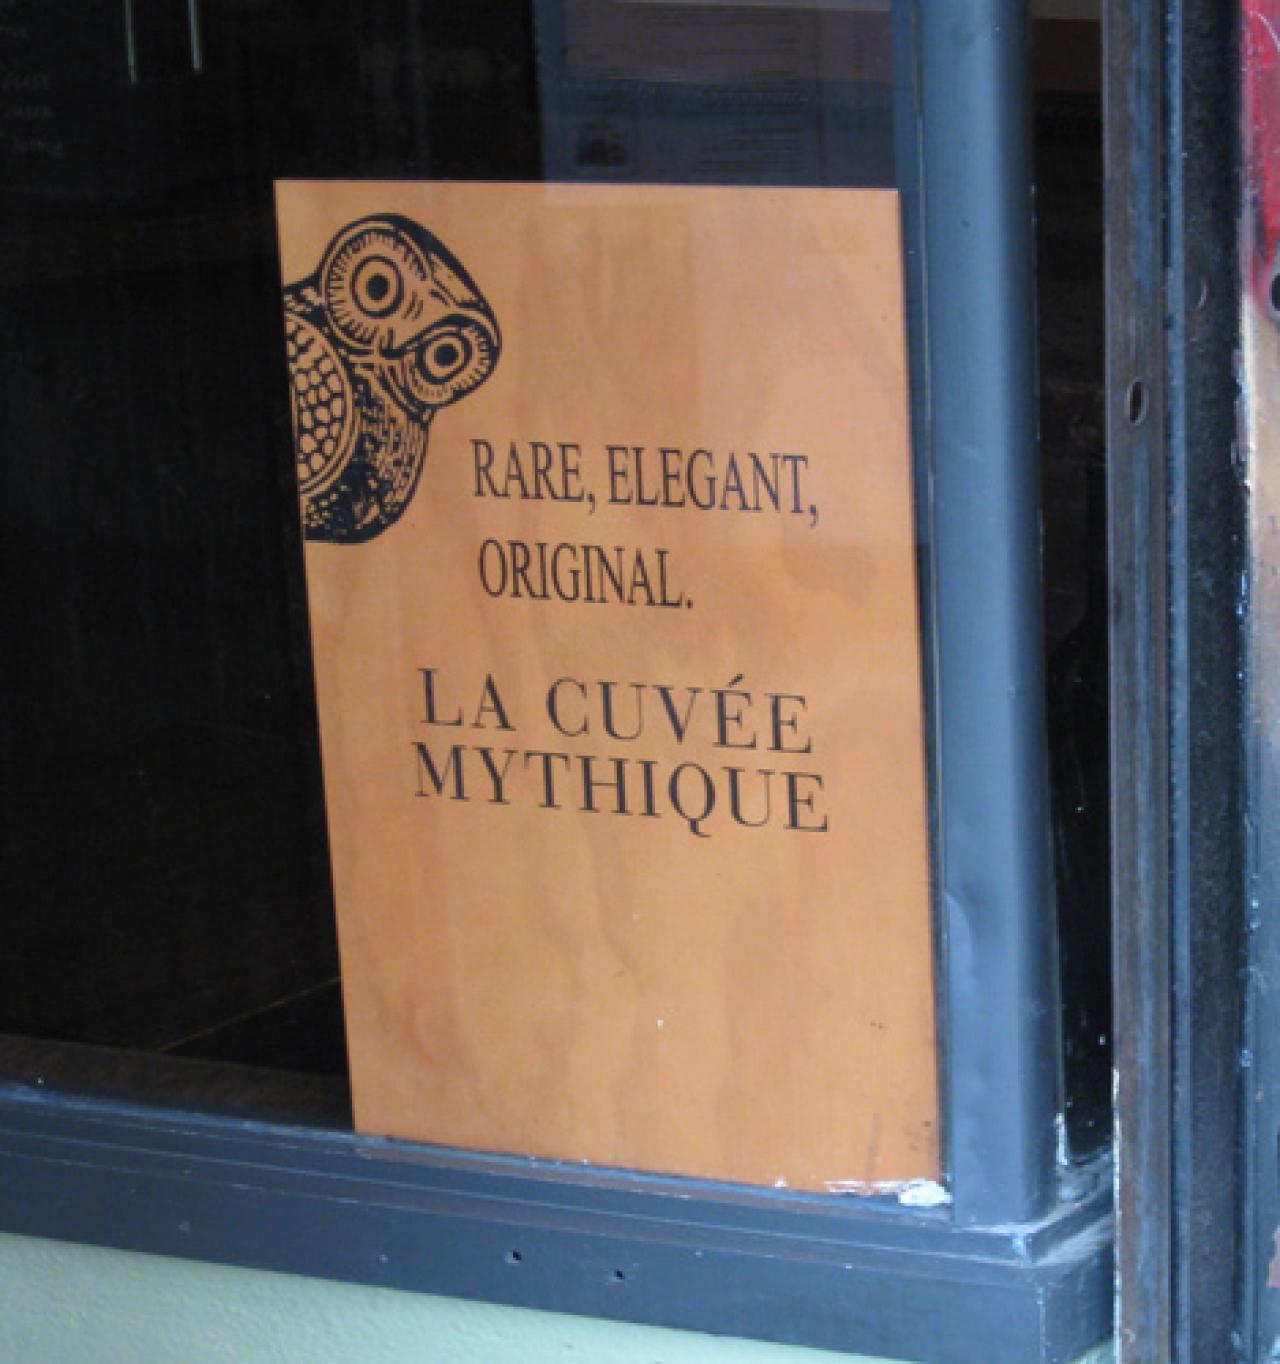 RARE, ELEGANT,
ORIGINAL.
LA CUVÉE
MYTHIQUE